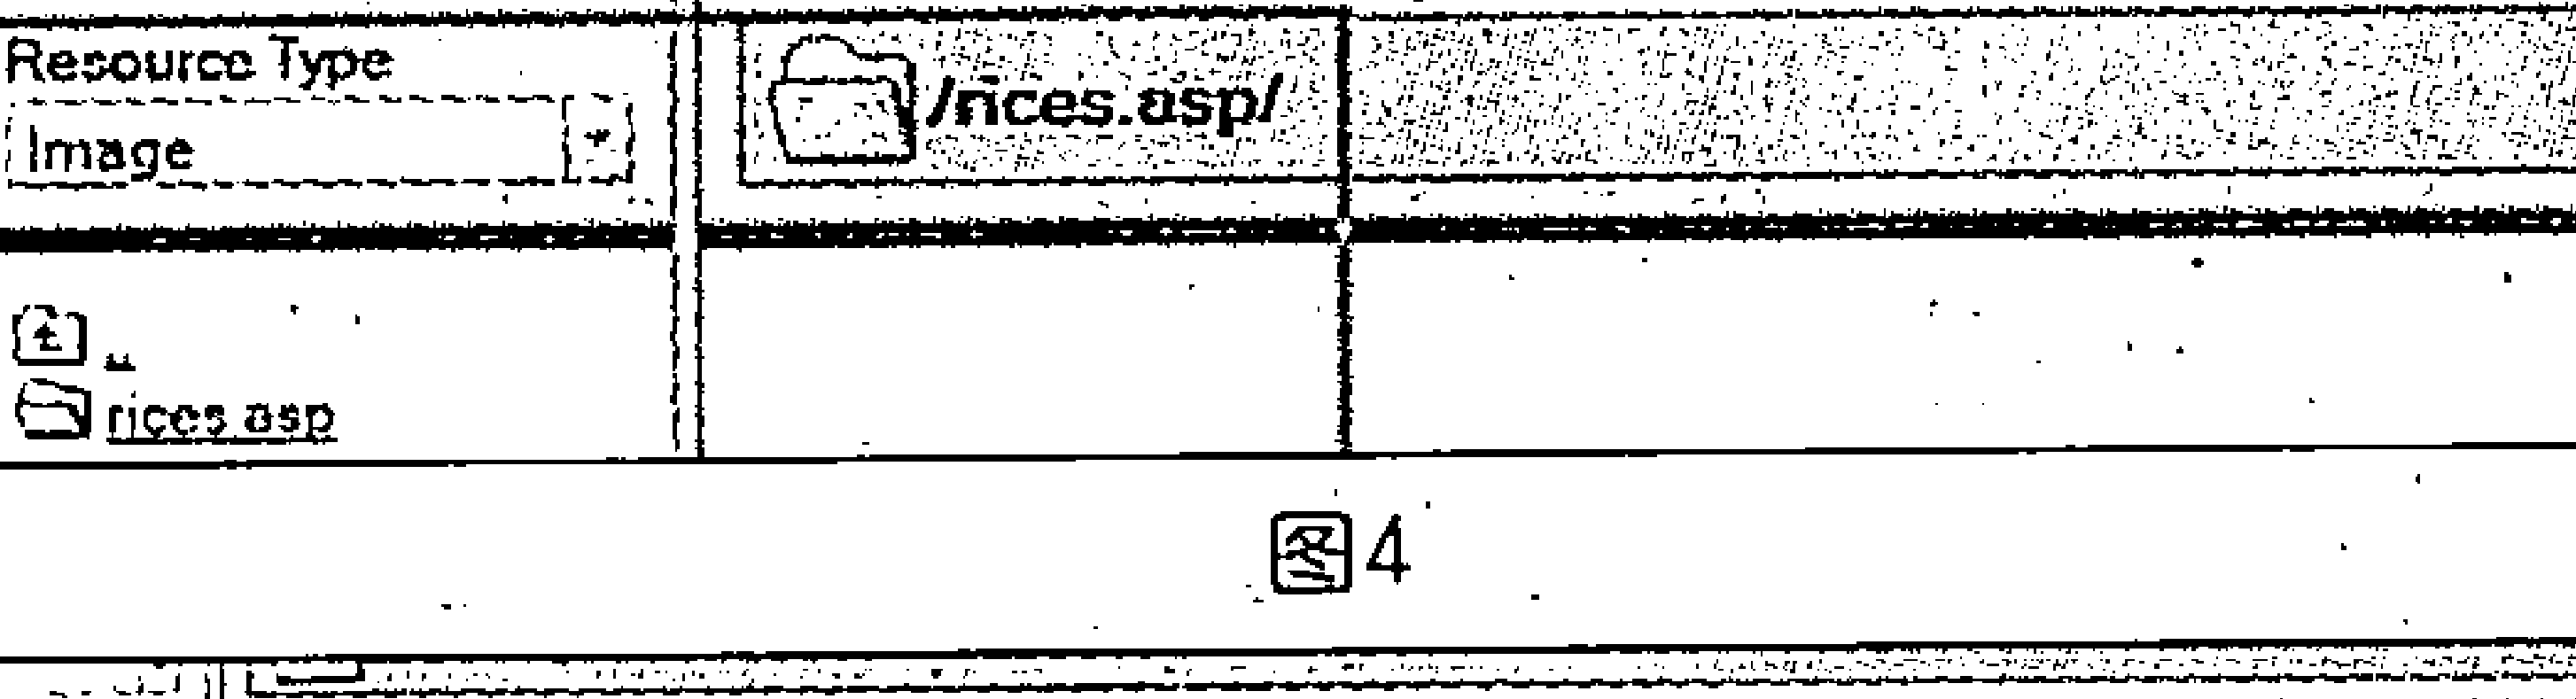 Resource Type
/rices.asp/
Image
..
rices.asp
图4